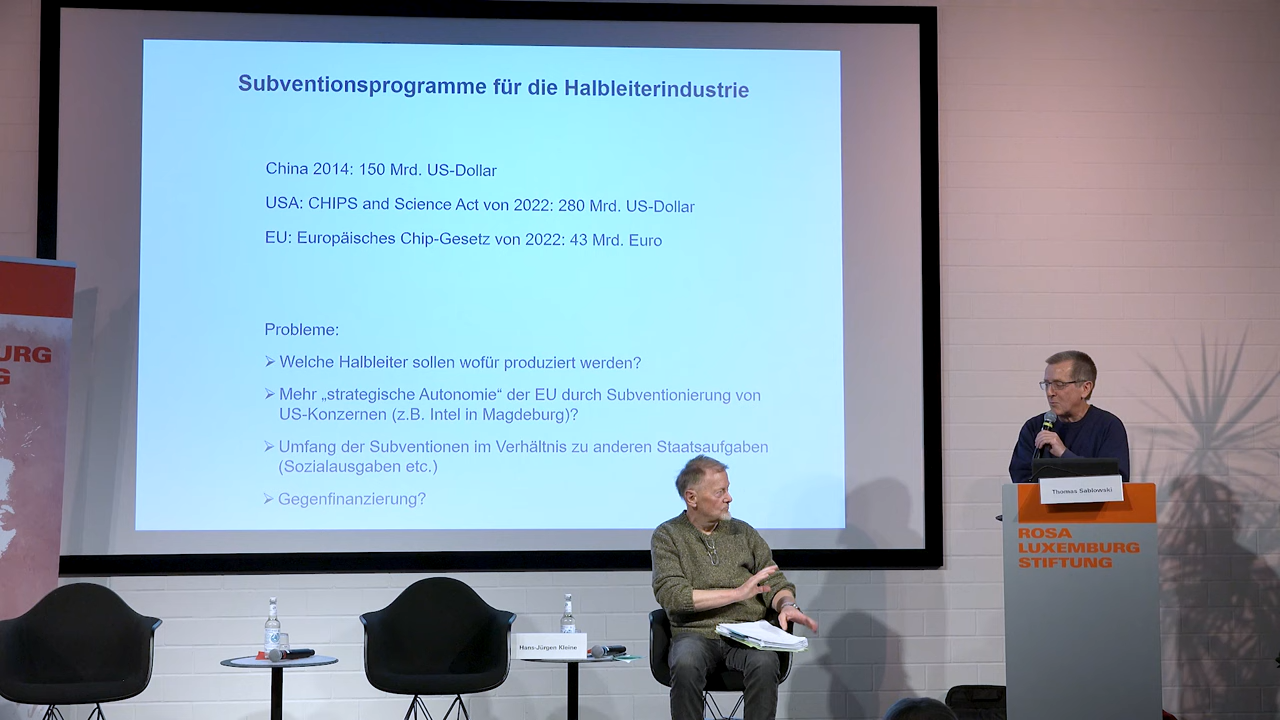 Subventionsprogramme für die Halbleiterindustrie
China 2014: 150 Mrd. US-Dollar
USA: CHIPS and Science Act von 2022: 280 Mrd. US-Dollar
EU: Europäisches Chip-Gesetz von 2022: 43 Mrd. Euro
Probleme:
➢ Welche Halbleiter sollen wofür produziert werden?
➢ Mehr „strategische Autonomie“ der EU durch Subventionierung von
US-Konzernen (z.B. Intel in Magdeburg)?
➢ Umfang der Subventionen im Verhältnis zu anderen Staatsaufgaben
(Sozialausgaben etc.)
➢ Gegenfinanzierung?
URG
G
Hans-Jürgen Kleine
Thomas Sablowski
ROSA
LUXEMBURG
STIFTUNG